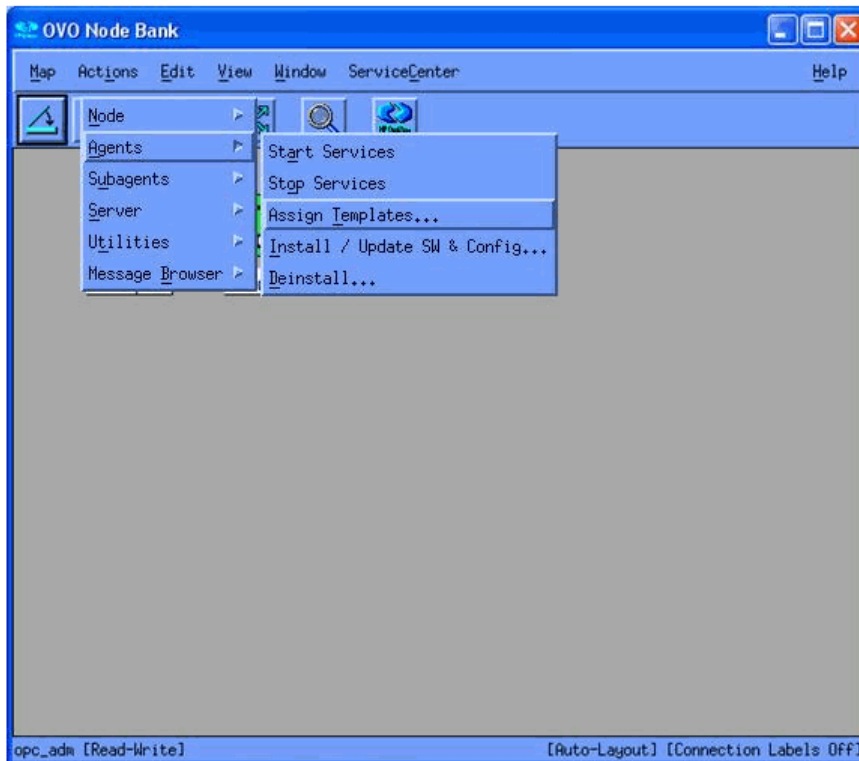 OVO Node Bank
Map Actions Edit View Window ServiceCenter Help
Node
Agents
Subagents
Server
Utilities
Message Browser
Start Services
Stop Services
Assign Templates...
Install / Update SW & Config...
Deinstall...
opc_adm [Read-Write] [Auto-Layout] [Connection Labels Off]